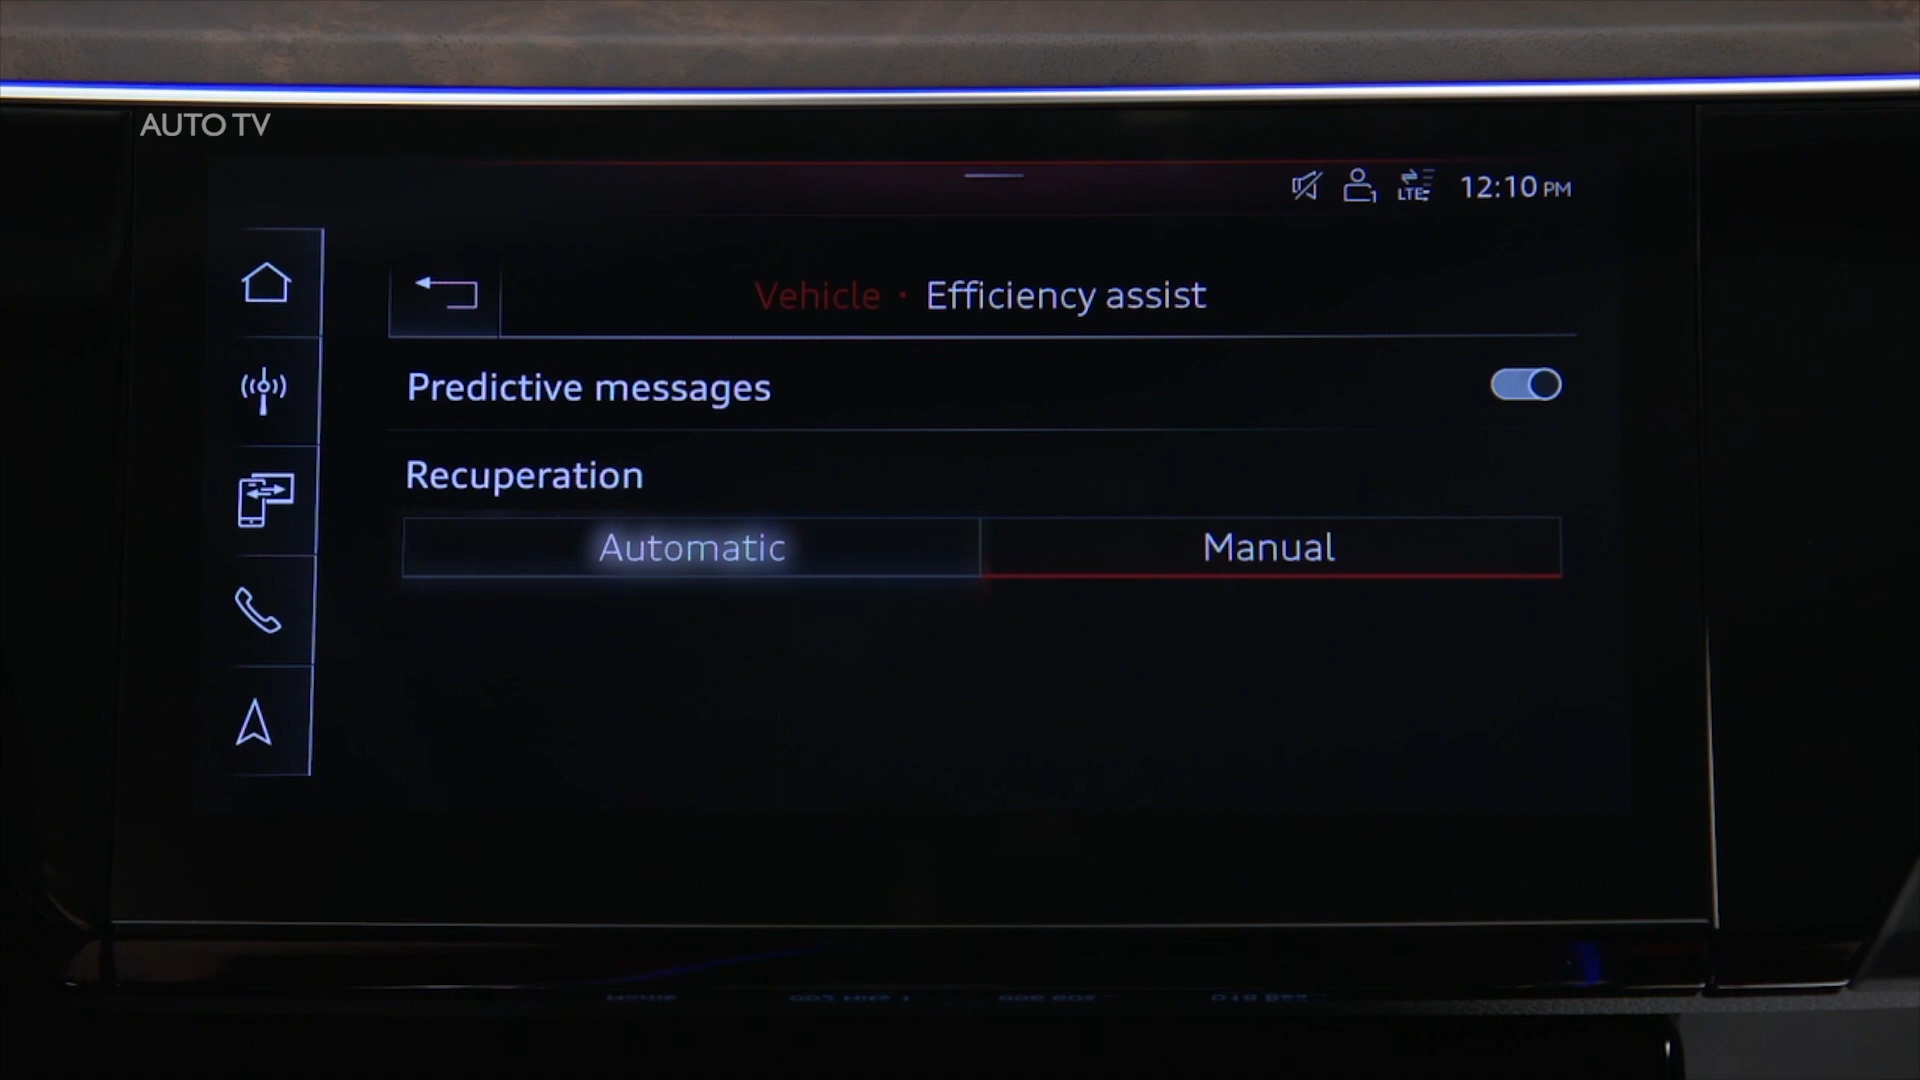 AUTO TV
LTE 12:10 PM
Vehicle · Efficiency assist
Predictive messages
Recuperation
Automatic Manual